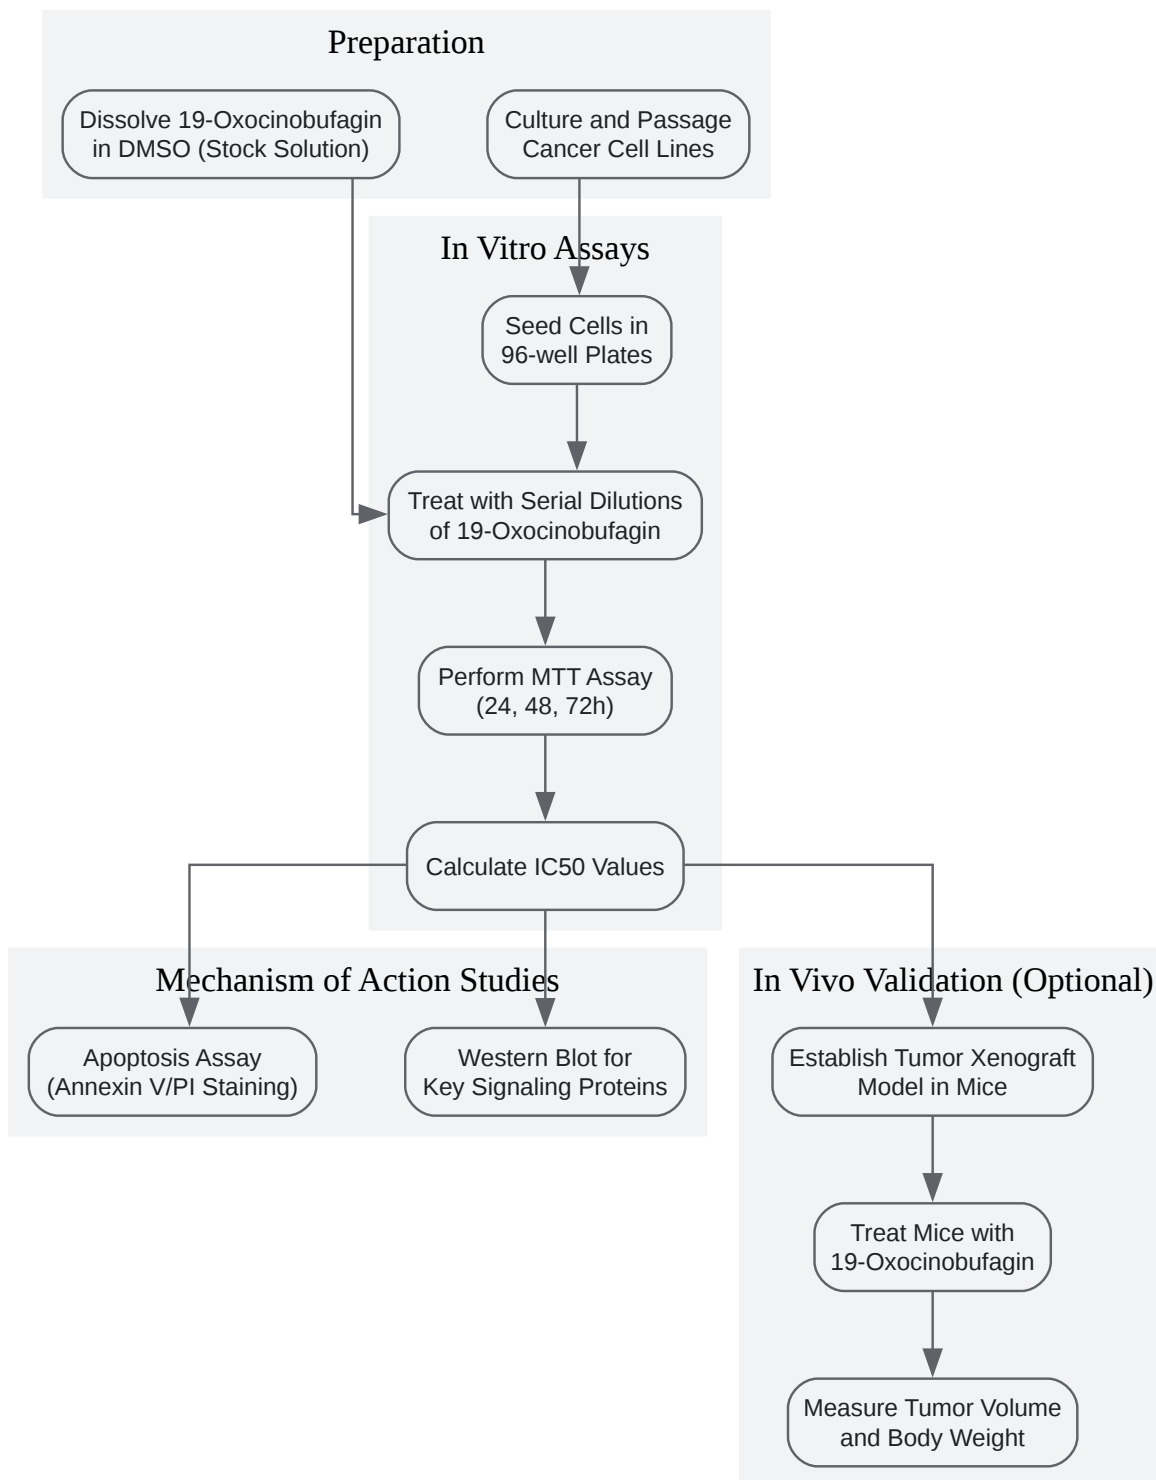 Preparation
Dissolve 19-Oxocinobufagin
in DMSO (Stock Solution)
Culture and Passage
Cancer Cell Lines
In Vitro Assays
Seed Cells in
96-well Plates
Treat with Serial Dilutions
of 19-Oxocinobufagin
Perform MTT Assay
(24, 48, 72h)
Calculate IC50 Values
Mechanism of Action Studies
Apoptosis Assay
(Annexin V/PI Staining)
Western Blot for
Key Signaling Proteins
In Vivo Validation (Optional)
Establish Tumor Xenograft
Model in Mice
Treat Mice with
19-Oxocinobufagin
Measure Tumor Volume
and Body Weight